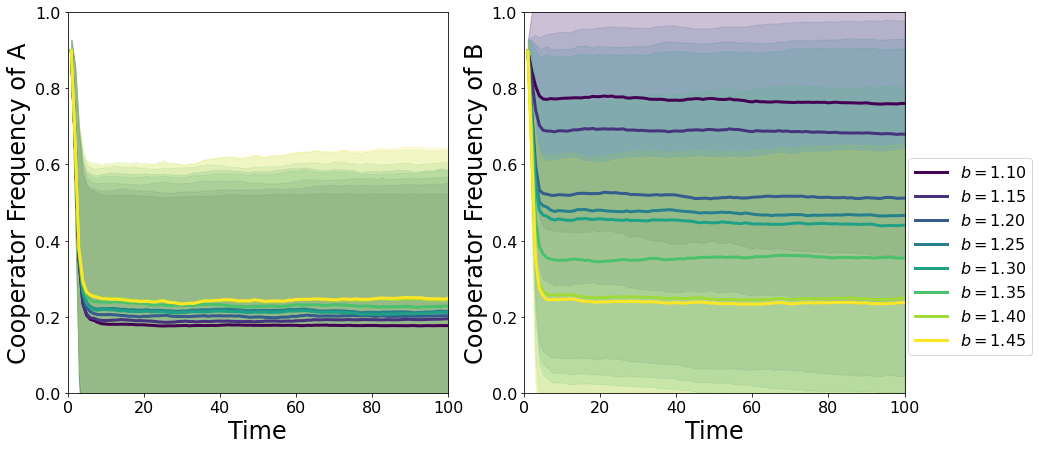 Cooperator Frequency of A
1.0
0.8
0.6
0.4
0.2
0.0
0 20 40 60 80 100
Time
Cooperator Frequency of B
1.0
0.8
0.6
0.4
0.2
0.0
0 20 40 60 80 100
Time
b = 1.10
b = 1.15
b = 1.20
b = 1.25
b = 1.30
b = 1.35
b = 1.40
b = 1.45